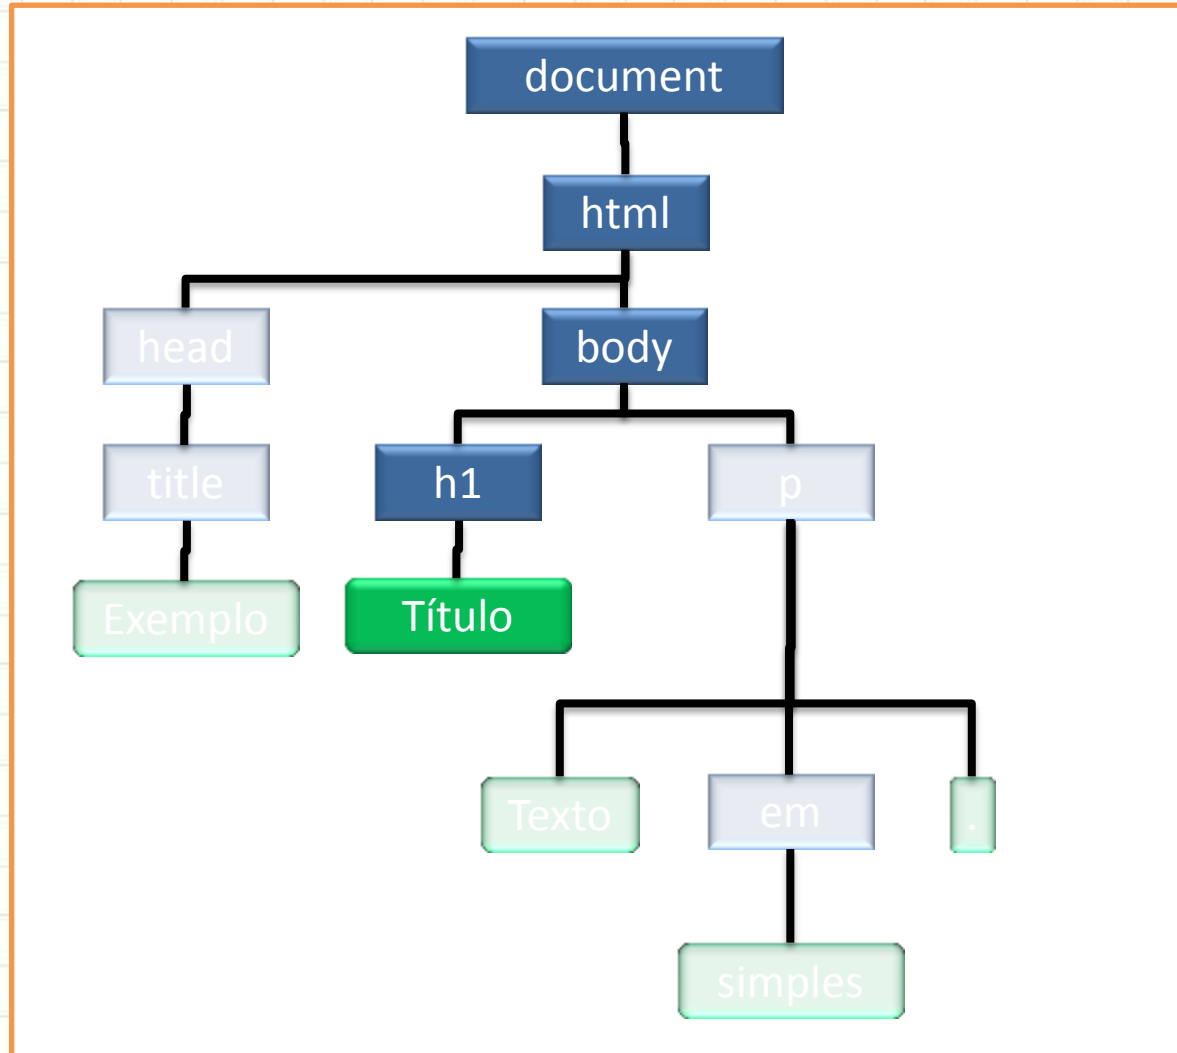 document
html
head
body
title
h1
p
Exemplo
Título
Texto
em
.
simples